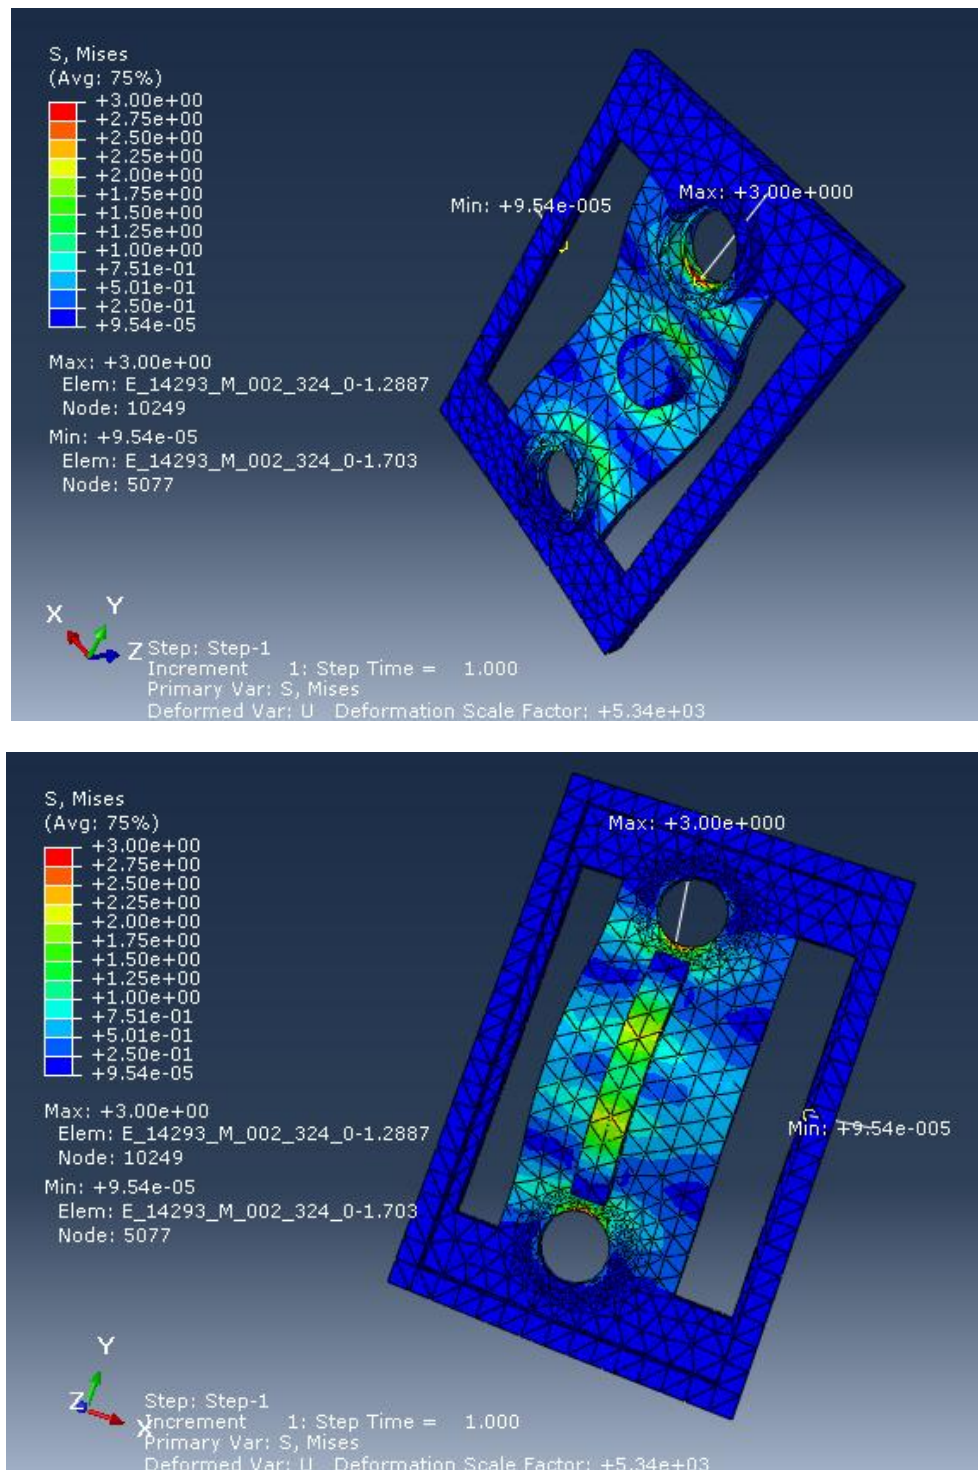 S, Mises
(Avg: 75%)
+3.00e+00
+2.75e+00
+2.50e+00
+2.25e+00
+2.00e+00
+1.75e+00
+1.50e+00
+1.25e+00
+1.00e+00
+7.51e-01
+5.01e-01
+2.50e-01
+9.54e-05
Max: +3.00e+00
Elem: E_14293_M_002_324_0-1.2887
Node: 10249
Min: +9.54e-05
Elem: E_14293_M_002_324_0-1.703
Node: 5077
Max: +3.00e+000
Min: +9.54e-005
X
Y
Z
Step: Step-1
Increment 1: Step Time = 1.000
Primary Var: S, Mises
Deformed Var: U Deformation Scale Factor: +5.34e+03
S, Mises
(Avg: 75%)
+3.00e+00
+2.75e+00
+2.50e+00
+2.25e+00
+2.00e+00
+1.75e+00
+1.50e+00
+1.25e+00
+1.00e+00
+7.51e-01
+5.01e-01
+2.50e-01
+9.54e-05
Max: +3.00e+00
Elem: E_14293_M_002_324_0-1.2887
Node: 10249
Min: +9.54e-05
Elem: E_14293_M_002_324_0-1.703
Node: 5077
Max: +3.00e+000
Min: +9.54e-005
Y
Z
X
Step: Step-1
Increment 1: Step Time = 1.000
Primary Var: S, Mises
Deformed Var: U Deformation Scale Factor: +5.34e+03